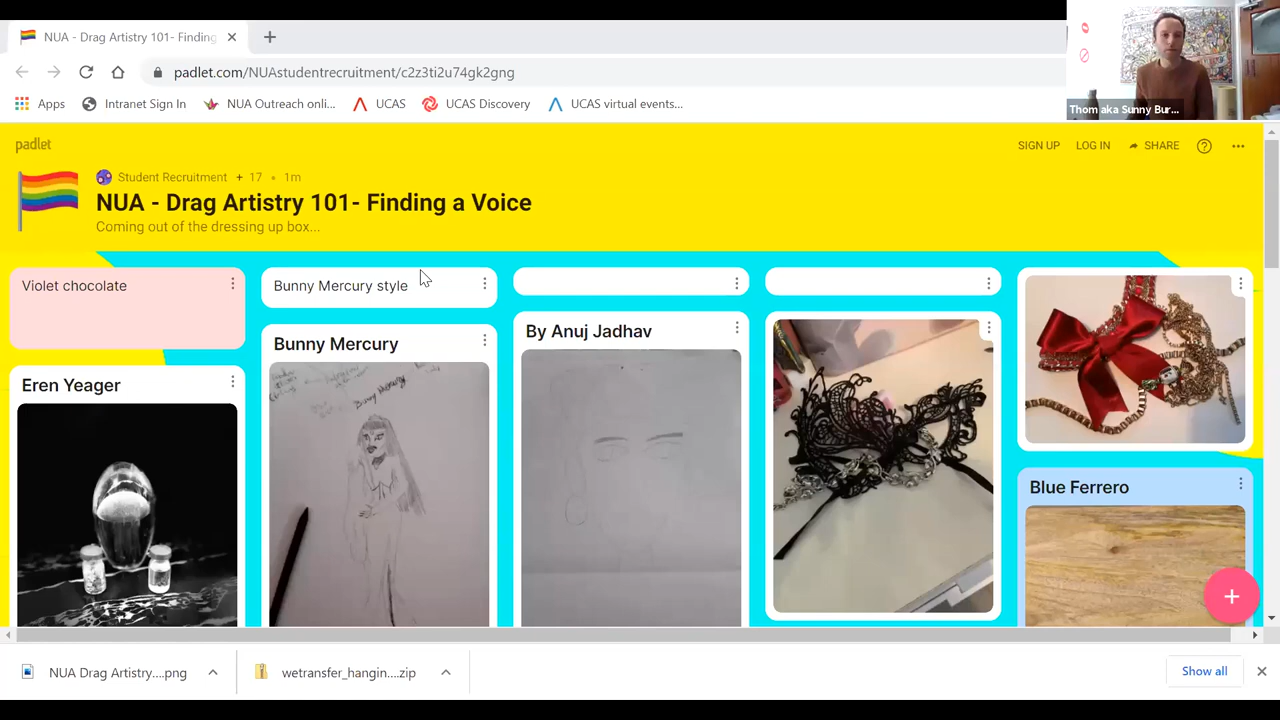 NUA - Drag Artistry 101- Finding
padlet.com/NUAstudentrecruitment/c2z3ti2u74gk2gng
Apps
Intranet Sign In
NUA Outreach onli...
UCAS
UCAS Discovery
UCAS virtual events...
Thom aka Sunny Bur...
padlet
SIGN UP
LOG IN
SHARE
Student Recruitment + 17 • 1m
NUA - Drag Artistry 101- Finding a Voice
Coming out of the dressing up box...
Violet chocolate
Eren Yeager
Bunny Mercury style
Bunny Mercury
Bunny Mercury
By Anuj Jadhav
Blue Ferrero
NUA Drag Artistry....png
wetransfer_hangin....zip
Show all